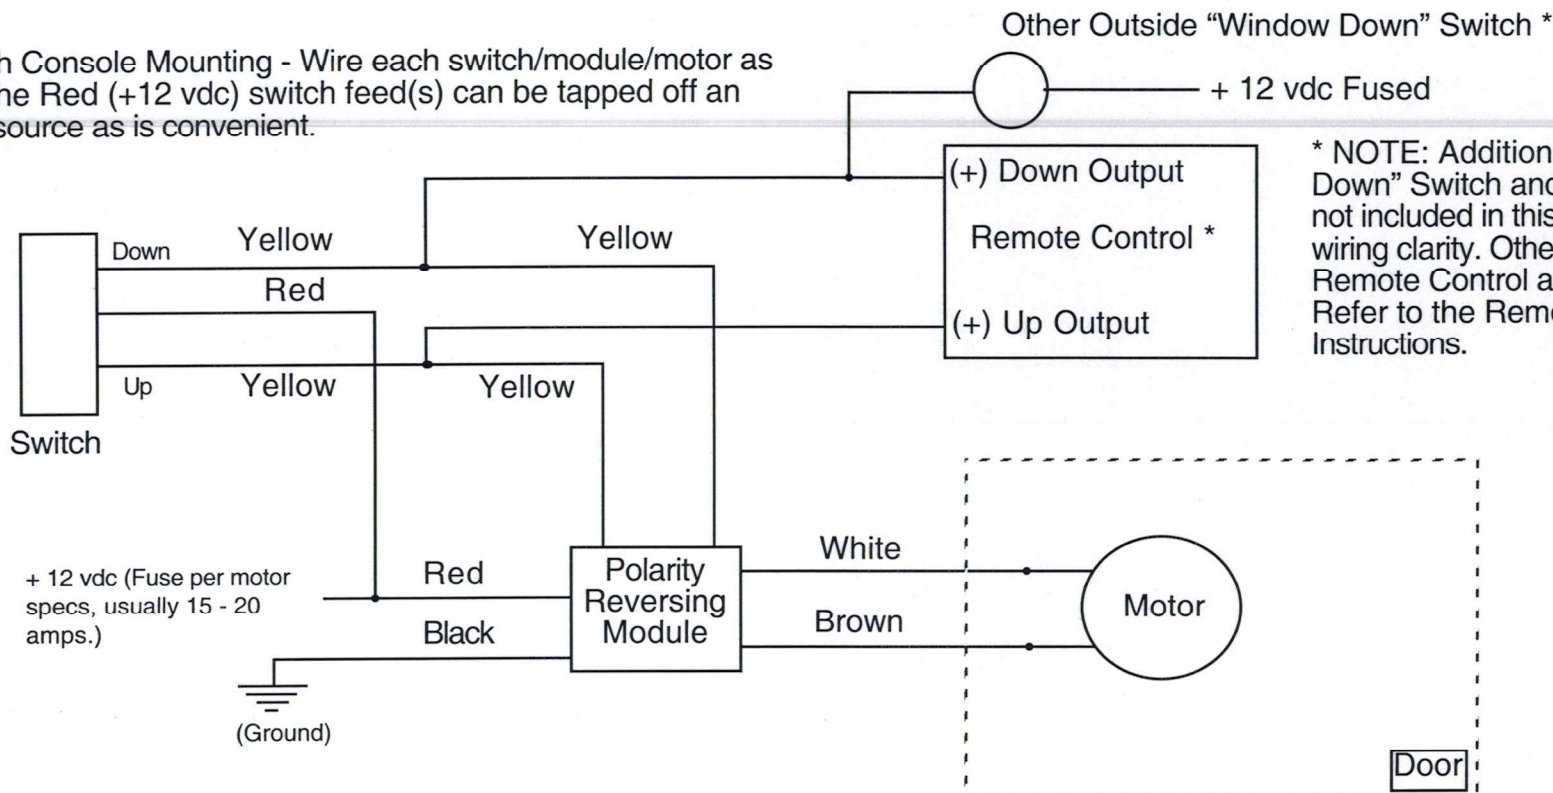 Other Outside “Window Down” Switch *
h Console Mounting - Wire each switch/module/motor as
he Red (+12 vdc) switch feed(s) can be tapped off an
source as is convenient.
+ 12 vdc Fused
* NOTE: Addition
Down” Switch and
not included in this
wiring clarity. Othe
Remote Control a
Refer to the Rem
Instructions.
(+) Down Output
Remote Control *
(+) Up Output
Down
Yellow
Yellow
Red
Up
Yellow
Yellow
Switch
+ 12 vdc (Fuse per motor
specs, usually 15 - 20
amps.)
Red
Black
(Ground)
Polarity
Reversing
Module
White
Brown
Motor
Door